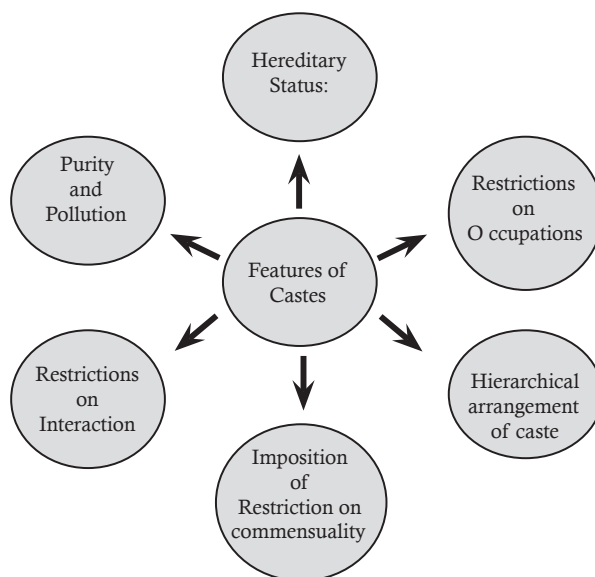 Hereditary
Status:
Purity
and
Pollution
Restrictions
on
O ccupations
Features of
Castes
Restrictions
on
Interaction
Hierarchical
arrangement
of caste
Imposition
of
Restriction on
commensuality